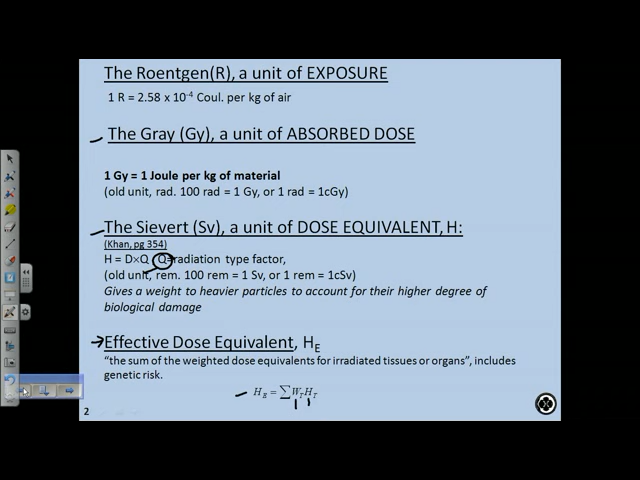 The Roentgen(R), a unit of EXPOSURE
1 R = 2.58 x 10⁻⁴ Coul. per kg of air
The Gray (Gy), a unit of ABSORBED DOSE
1 Gy = 1 Joule per kg of material
(old unit, rad. 100 rad = 1 Gy, or 1 rad = 1cGy)
The Sievert (Sv), a unit of DOSE EQUIVALENT, H:
(Khan, pg 354)
H = D×Q Q=radiation type factor,
(old unit, rem. 100 rem = 1 Sv, or 1 rem = 1cSv)
Gives a weight to heavier particles to account for their higher degree of
biological damage
Effective Dose Equivalent, H_E
“the sum of the weighted dose equivalents for irradiated tissues or organs”, includes
genetic risk.
H_E = ∑W_T H_T
2